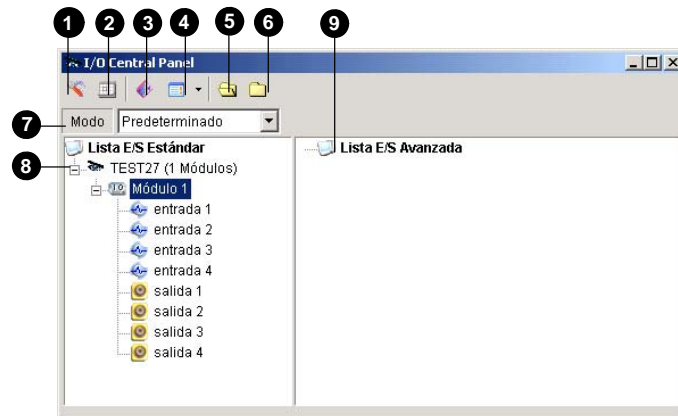 1 2 3 4 5 6 9
I/O Central Panel
7 Modo Predeterminado
Lista E/S Estándar
Lista E/S Avanzada
8 TEST27 (1 Módulos)
Módulo 1
entrada 1
entrada 2
entrada 3
entrada 4
salida 1
salida 2
salida 3
salida 4